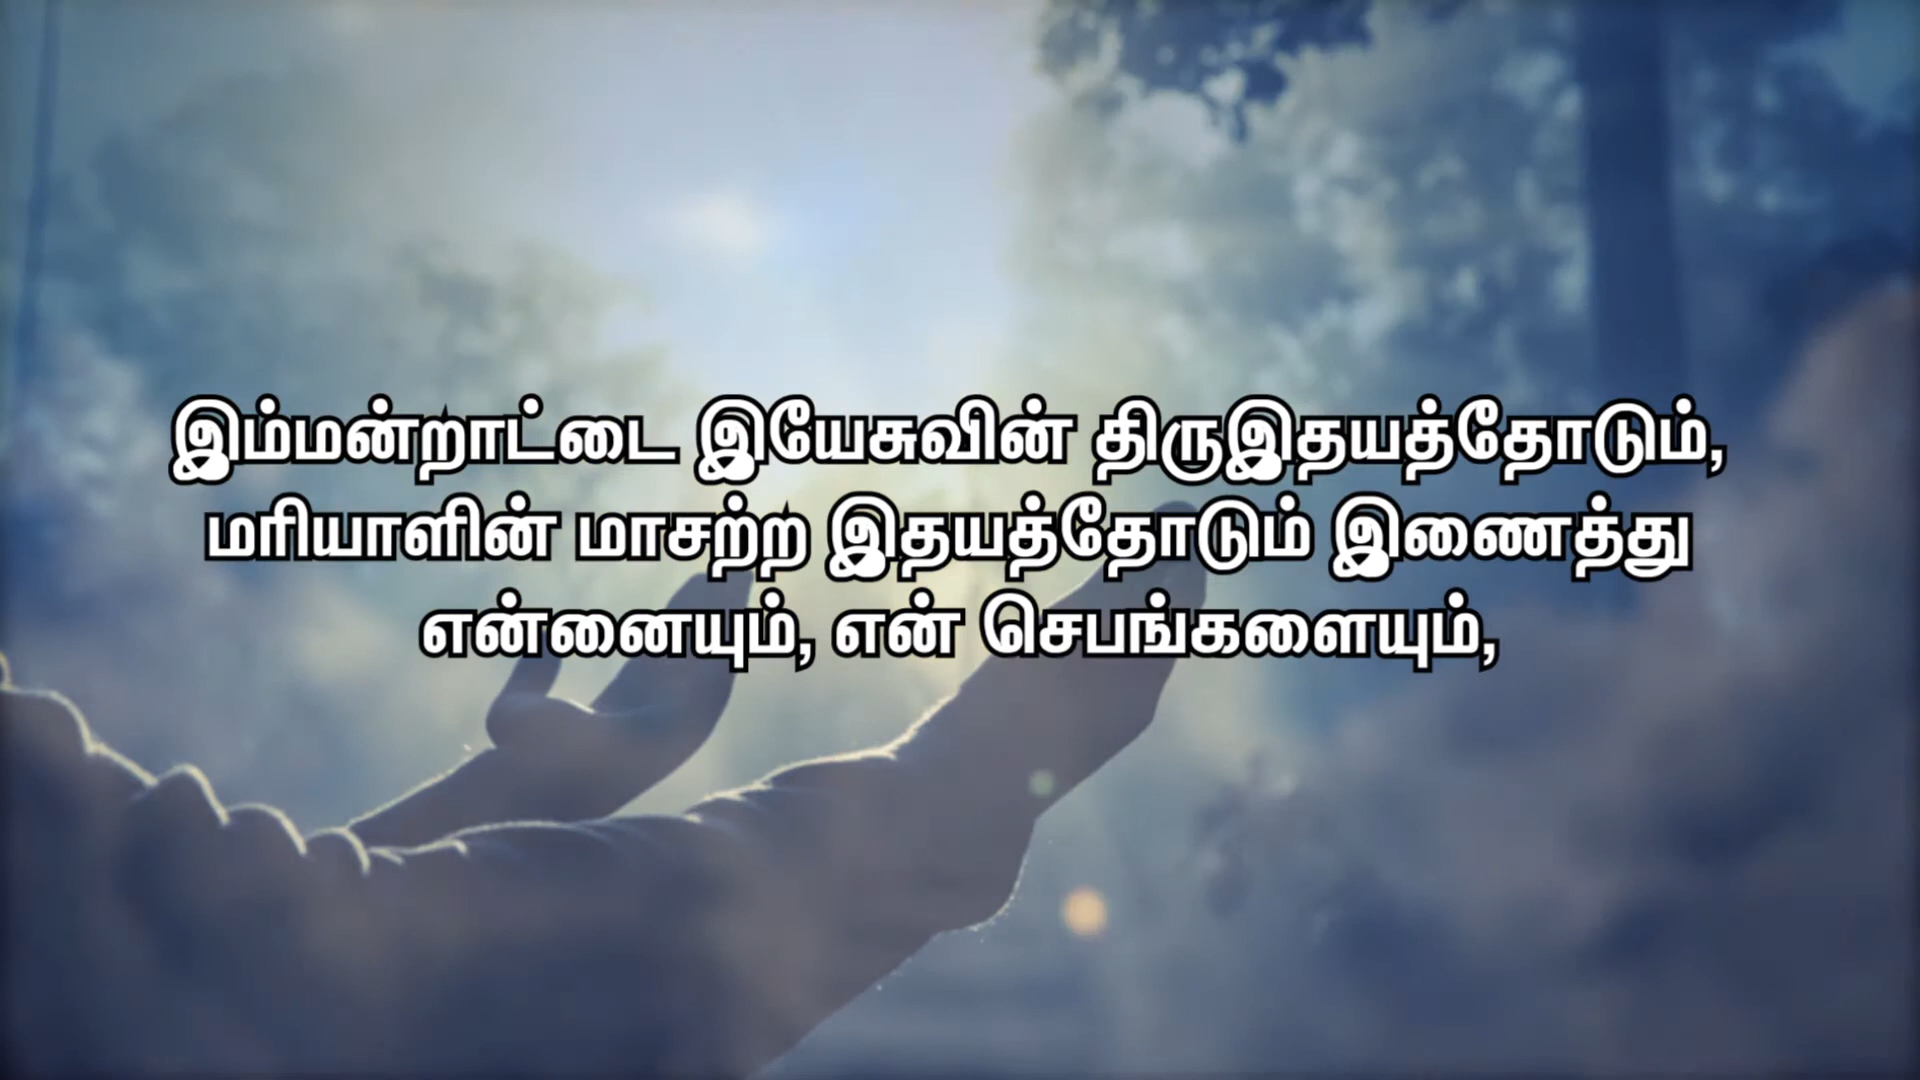 இம்மன்றாட்டை இயேசுவின் திருஇதயத்தோடும்,
மரியாளின் மாசற்ற இதயத்தோடும் இணைத்து
என்னையும், என் செபங்களையும்,